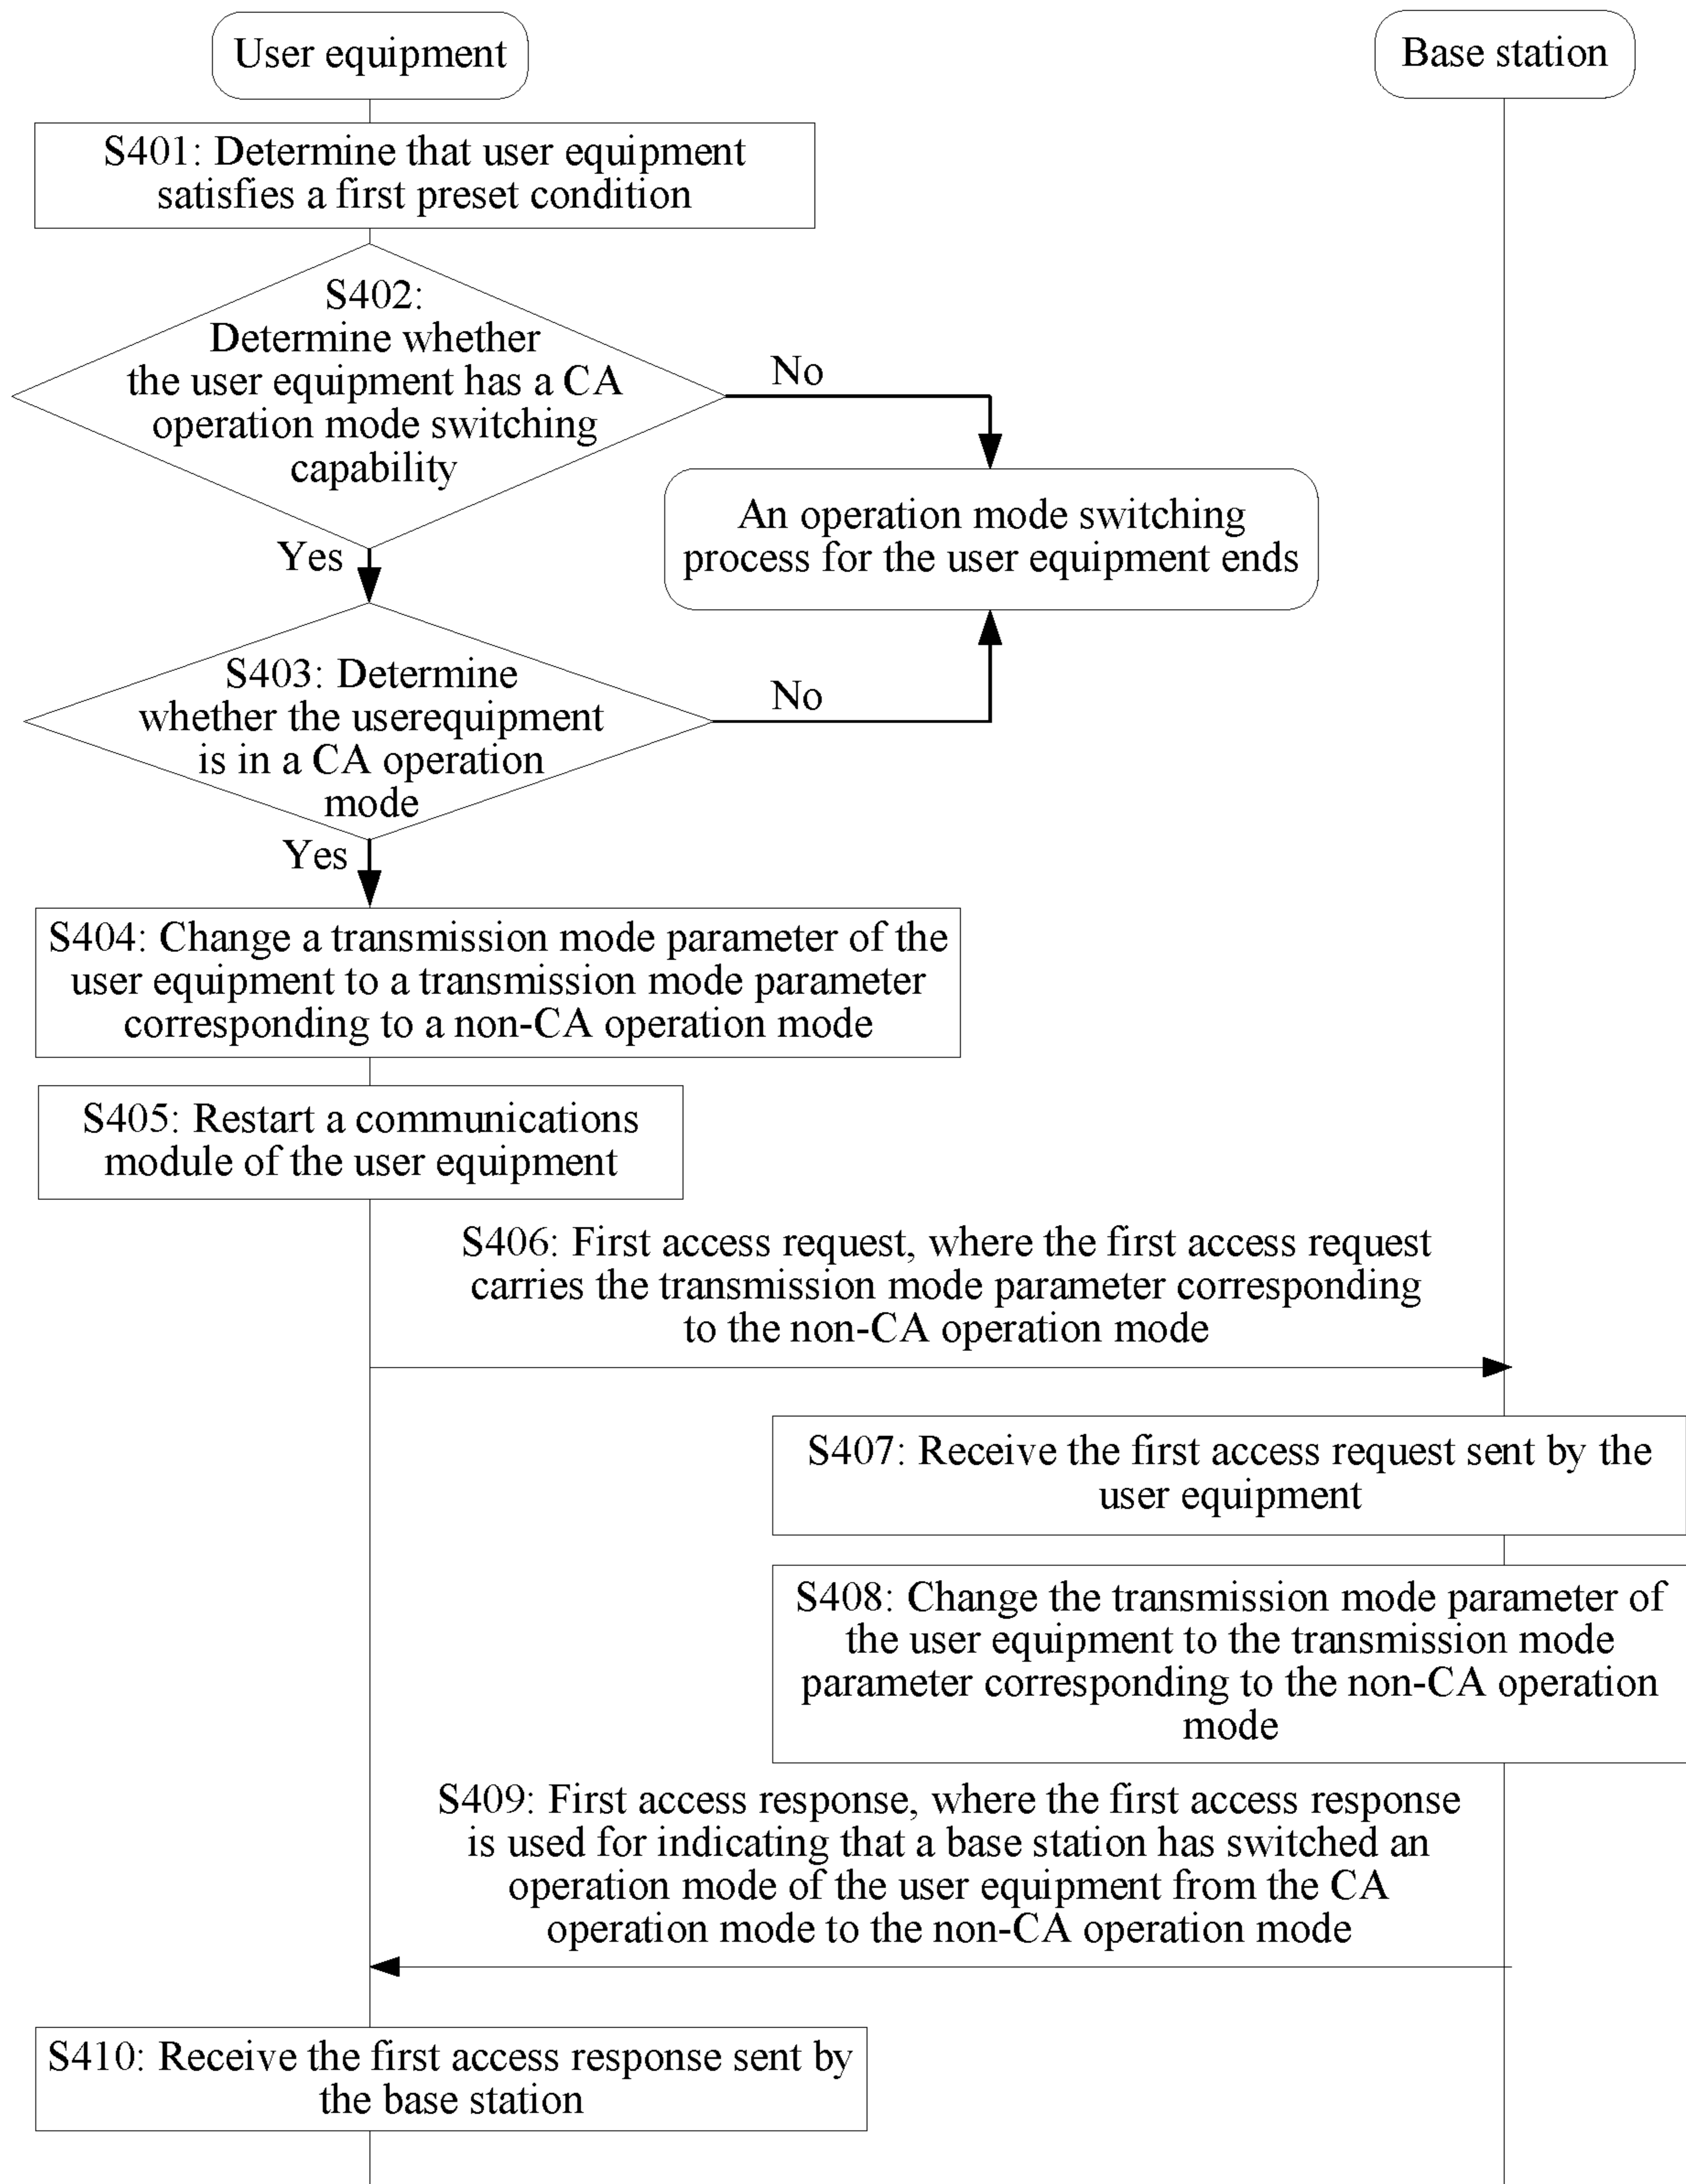 User equipment
Base station
S401: Determine that user equipment
satisfies a first preset condition
S402:
Determine whether
the user equipment has a CA
operation mode switching
capability
No
An operation mode switching
process for the user equipment ends
Yes
S403: Determine
whether the userequipment
is in a CA operation
mode
No
Yes
S404: Change a transmission mode parameter of the
user equipment to a transmission mode parameter
corresponding to a non-CA operation mode
S405: Restart a communications
module of the user equipment
S406: First access request, where the first access request
carries the transmission mode parameter corresponding
to the non-CA operation mode
S407: Receive the first access request sent by the
user equipment
S408: Change the transmission mode parameter of
the user equipment to the transmission mode
parameter corresponding to the non-CA operation
mode
S409: First access response, where the first access response
is used for indicating that a base station has switched an
operation mode of the user equipment from the CA
operation mode to the non-CA operation mode
S410: Receive the first access response sent by
the base station